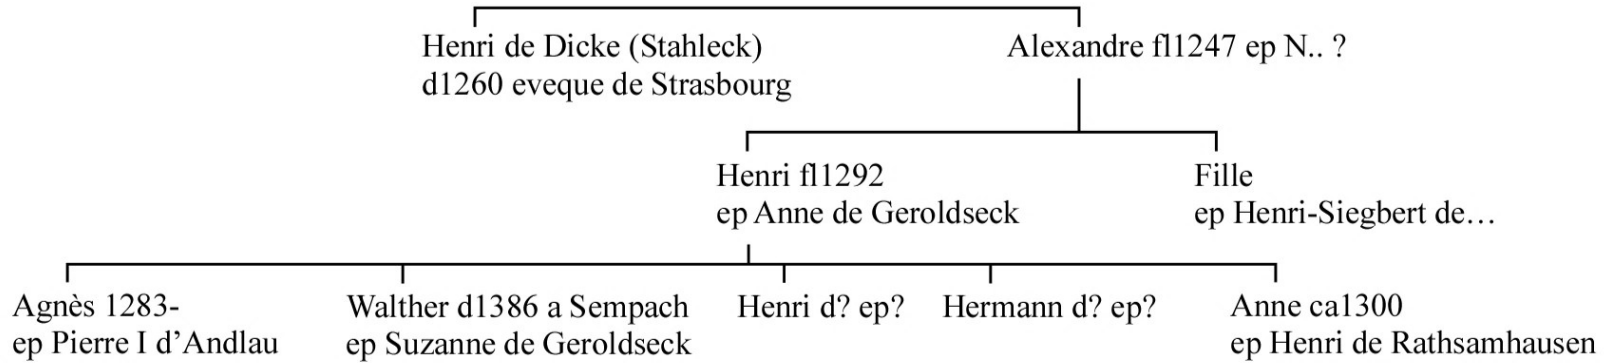 Henri de Dicke (Stahleck)
d1260 eveque de Strasbourg
Alexandre fl1247 ep N.. ?
Henri fl1292
ep Anne de Geroldseck
Fille
ep Henri-Siegbert de…
Agnès 1283-
ep Pierre I d’Andlau
Walther d1386 a Sempach
ep Suzanne de Geroldseck
Henri d? ep?
Hermann d? ep?
Anne ca1300
ep Henri de Rathsamhausen